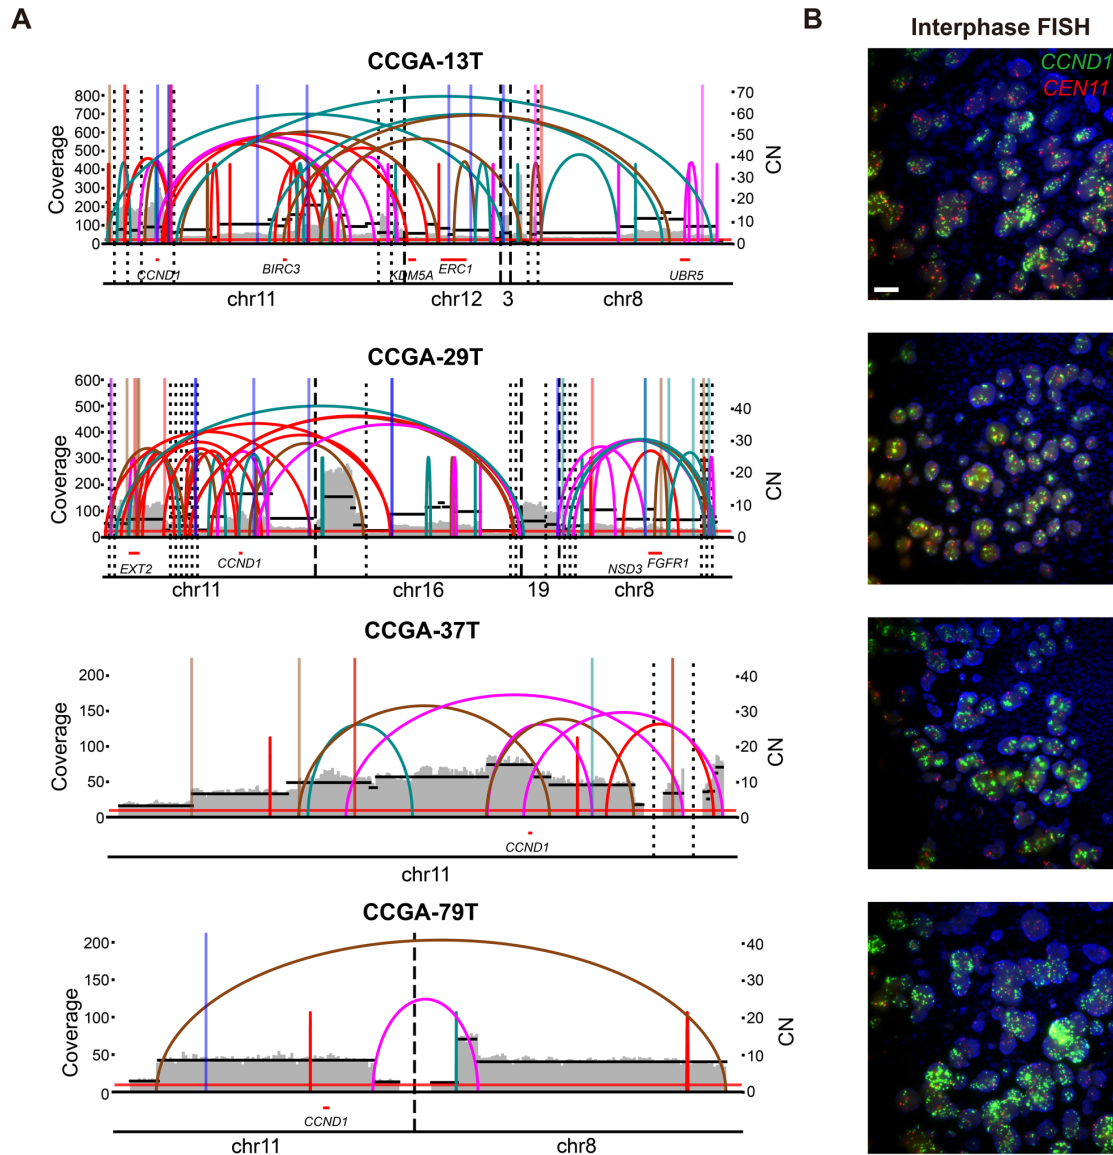 A
B
Interphase FISH
CCND1
CEN11
CCGA-13T
Coverage
800
700
600
500
400
300
200
100
0
70
60
50
40
30
20
10
0
CN
CCND1
BIRC3
KDM5A
ERC1
UBR5
chr11
chr12
3
chr8
CCGA-29T
Coverage
600
500
400
300
200
100
0
40
30
20
10
0
CN
EXT2
CCND1
NSD3
FGFR1
chr11
chr16
19
chr8
CCGA-37T
Coverage
200
150
100
50
0
40
30
20
10
0
CN
CCND1
chr11
CCGA-79T
Coverage
200
150
100
50
0
40
30
20
10
0
CN
CCND1
chr11
chr8